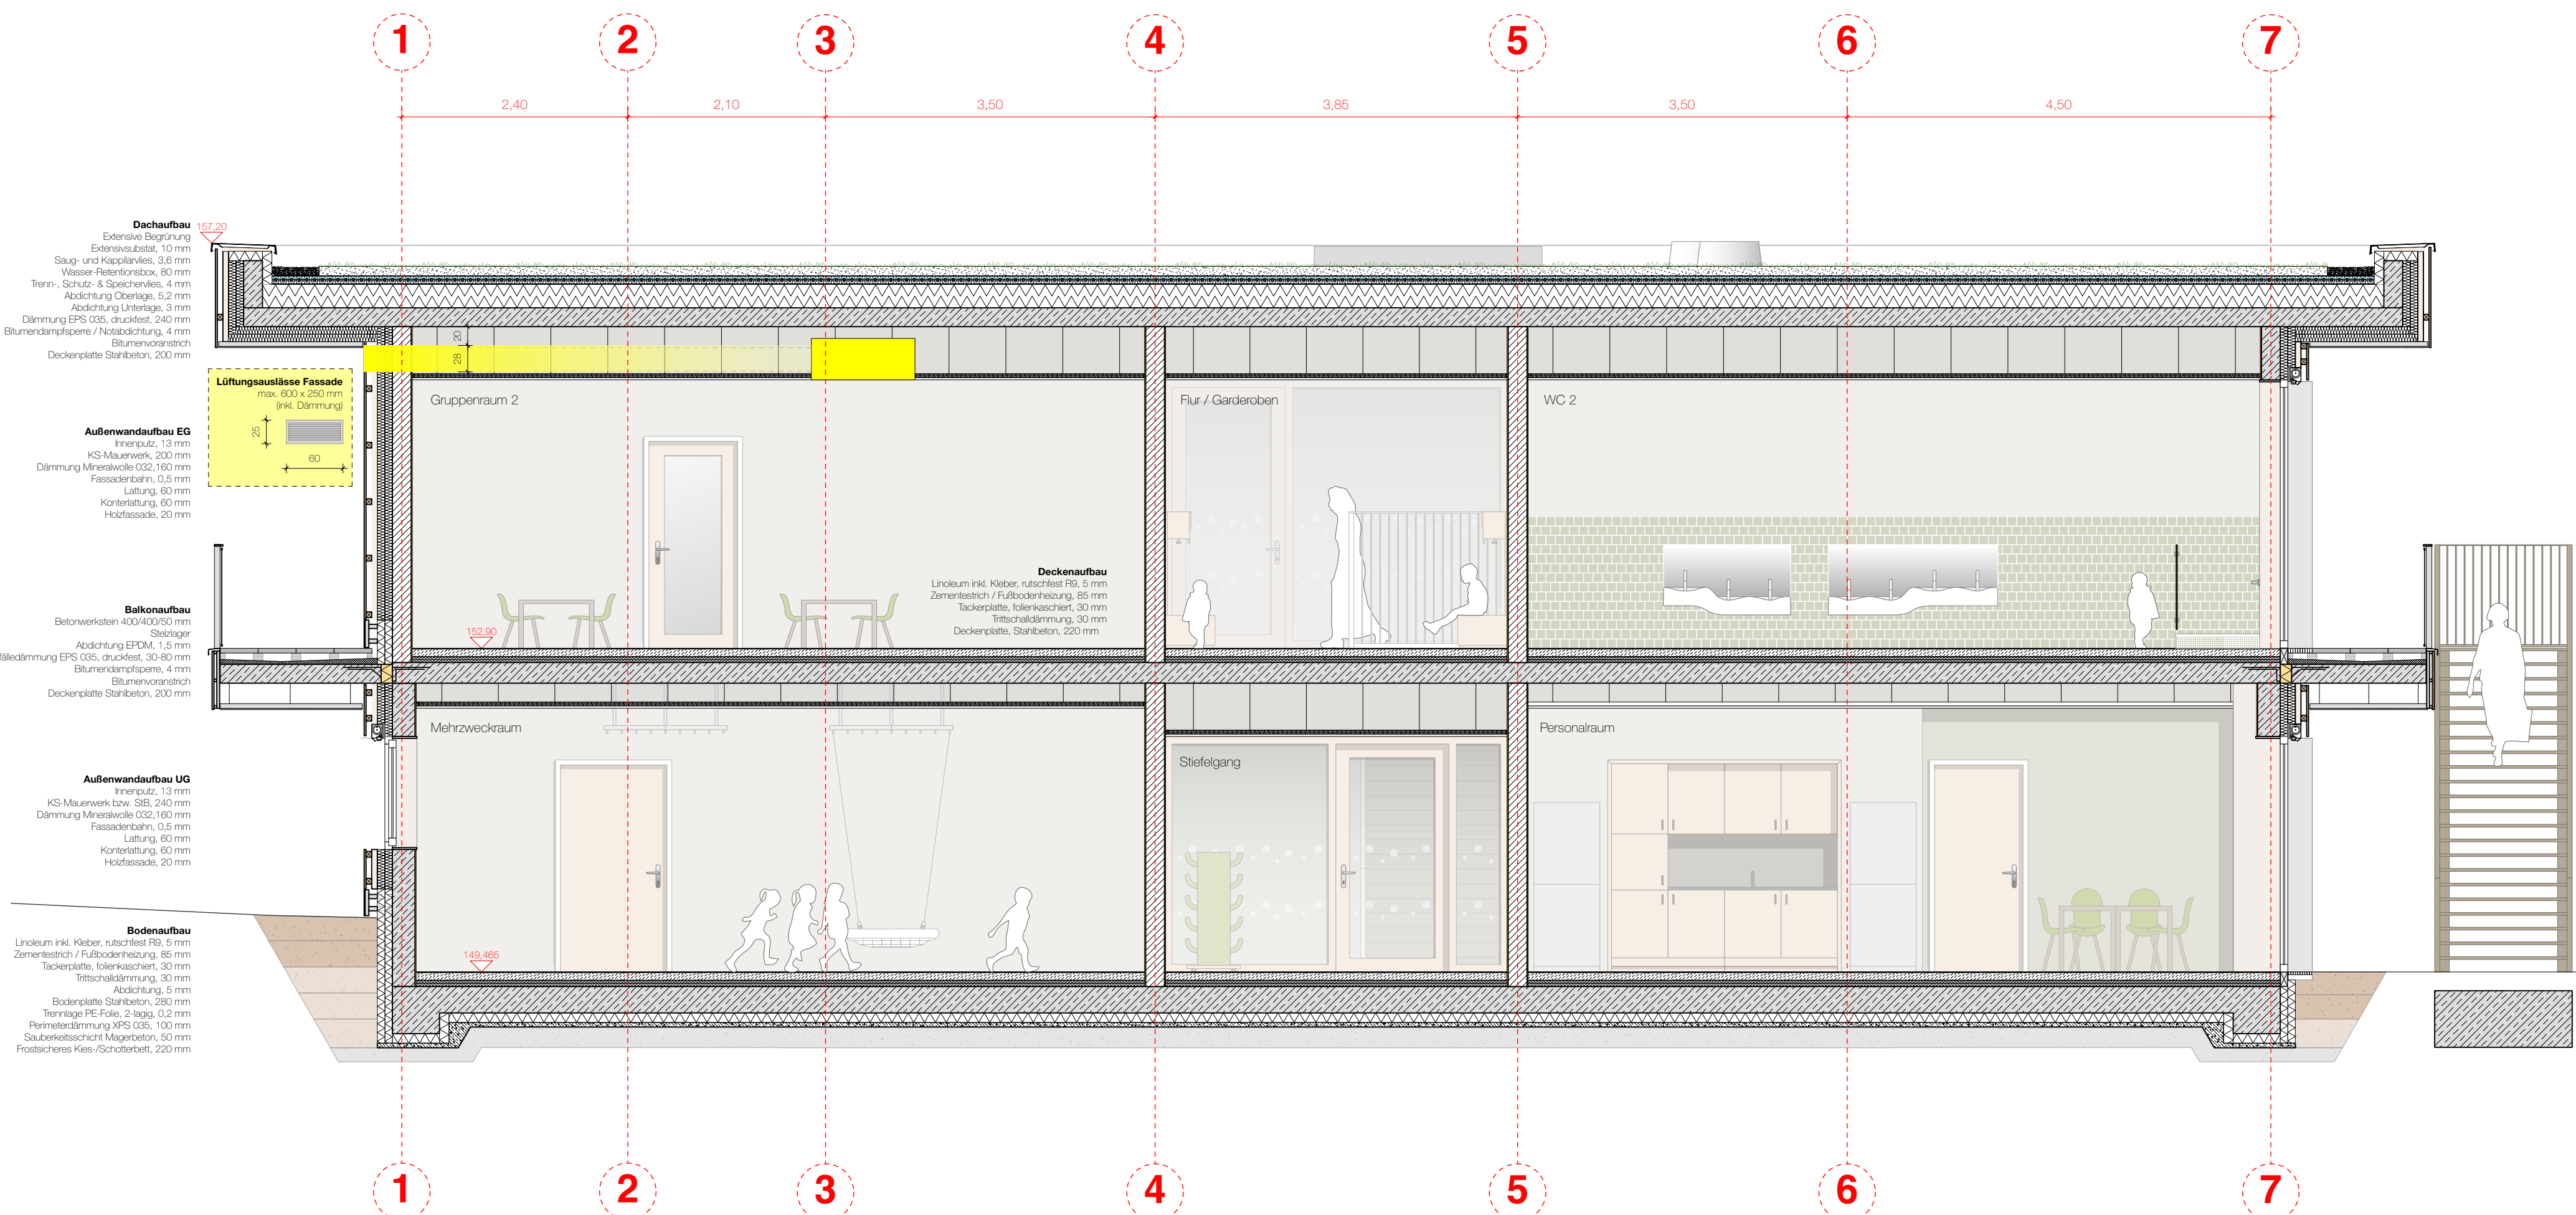 1 2 3 4 5 6 7
2,40 2,10 3,50 3,85 3,50 4,50
157,20
Dachaufbau
Extensive Begrünung
Extensivsubstat, 10 mm
Saug- und Kappilarvlies, 3,6 mm
Wasser-Retentionsbox, 80 mm
Trenn-, Schutz- & Speichervlies, 4 mm
Abdichtung Oberlage, 5,2 mm
Abdichtung Unterlage, 3 mm
Dämmung EPS 035, druckfest, 240 mm
Bitumendampfsperre / Notabdichtung, 4 mm
Bitumenvoranstrich
Deckenplatte Stahlbeton, 200 mm
20
28
Lüftungsauslässe Fassade
max. 600 x 250 mm
(inkl. Dämmung)
25
60
Außenwandaufbau EG
Innenputz, 13 mm
KS-Mauerwerk, 200 mm
Dämmung Mineralwolle 032,160 mm
Fassadenbahn, 0,5 mm
Lattung, 60 mm
Konterlattung, 60 mm
Holzfassade, 20 mm
Gruppenraum 2
Flur / Garderoben
WC 2
Deckenaufbau
Linoleum inkl. Kleber, rutschfest R9, 5 mm
Zementestrich / Fußbodenheizung, 85 mm
Tackerplatte, folienkaschiert, 30 mm
Trittschalldämmung, 30 mm
Deckenplatte, Stahlbeton, 220 mm
152,90
Balkonaufbau
Betonwerkstein 400/400/50 mm
Stelzlager
Abdichtung EPDM, 1,5 mm
fälledämmung EPS 035, druckfest, 30-80 mm
Bitumendampfsperre, 4 mm
Bitumenvoranstrich
Deckenplatte Stahlbeton, 200 mm
Mehrzweckraum
Stiefelgang
Personalraum
Außenwandaufbau UG
Innenputz, 13 mm
KS-Mauerwerk bzw. StB, 240 mm
Dämmung Mineralwolle 032,160 mm
Fassadenbahn, 0,5 mm
Lattung, 60 mm
Konterlattung, 60 mm
Holzfassade, 20 mm
149,465
Bodenaufbau
Linoleum inkl. Kleber, rutschfest R9, 5 mm
Zementestrich / Fußbodenheizung, 85 mm
Tackerplatte, folienkaschiert, 30 mm
Trittschalldämmung, 30 mm
Abdichtung, 5 mm
Bodenplatte Stahlbeton, 280 mm
Trennlage PE-Folie, 2-lagig, 0,2 mm
Perimeterdämmung XPS 035, 100 mm
Sauberkeitsschicht Magerbeton, 50 mm
Frostsicheres Kies-/Schotterbett, 220 mm
1 2 3 4 5 6 7